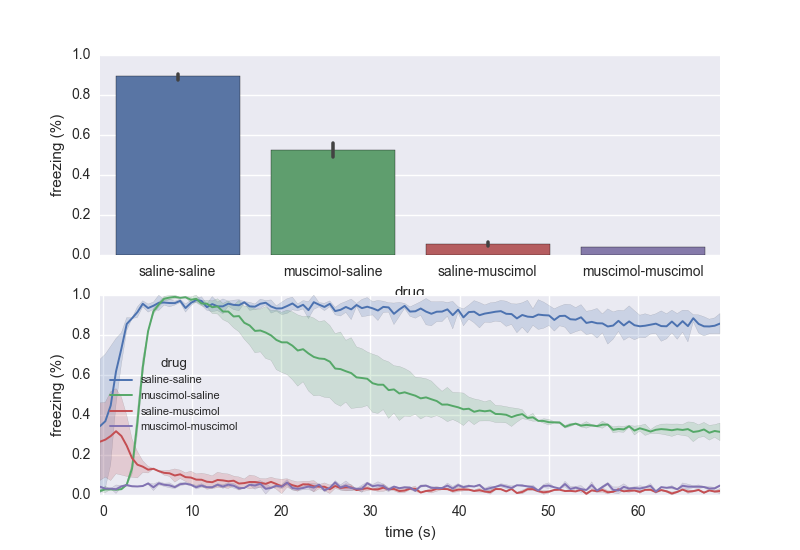 1.0
0.8
0.6
0.4
0.2
0.0
freezing (%)
saline-saline muscimol-saline saline-muscimol muscimol-muscimol
drug
1.0
0.8
0.6
0.4
0.2
0.0
freezing (%)
drug
saline-saline
muscimol-saline
saline-muscimol
muscimol-muscimol
0 10 20 30 40 50 60
time (s)